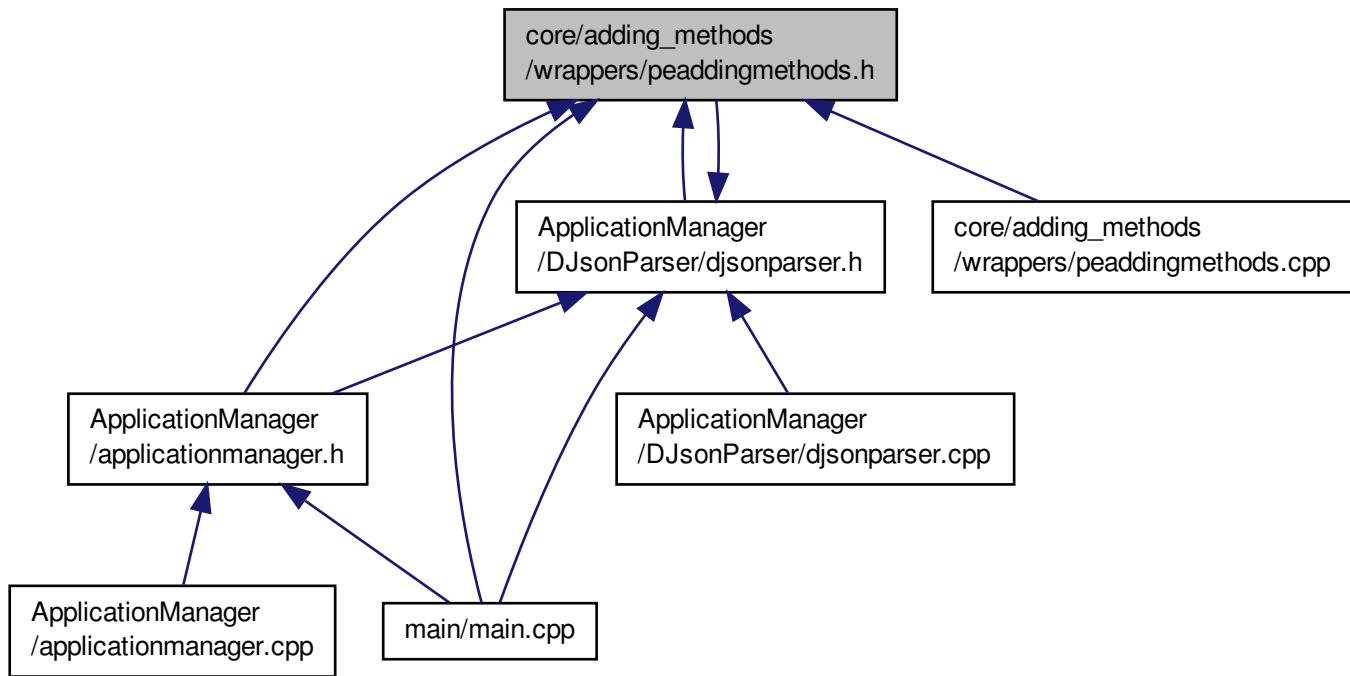 core/adding_methods
/wrappers/peaddingmethods.h
ApplicationManager
/DJsonParser/djsonparser.h
core/adding_methods
/wrappers/peaddingmethods.cpp
ApplicationManager
/applicationmanager.h
ApplicationManager
/DJsonParser/djsonparser.cpp
ApplicationManager
/applicationmanager.cpp
main/main.cpp